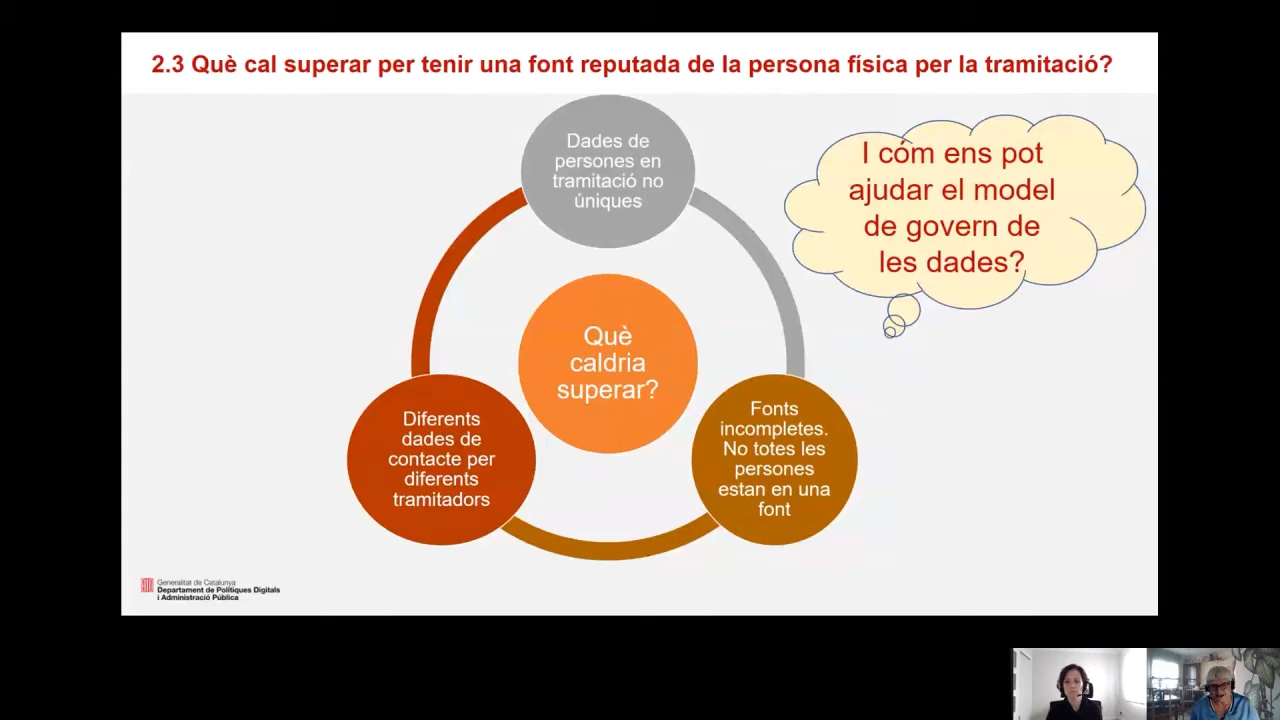 2.3 Què cal superar per tenir una font reputada de la persona física per la tramitació?
Dades de
persones en
tramitació no
úniques
I cóm ens pot
ajudar el model
de govern de
les dades?
Què
caldria
superar?
Diferents
dades de
contacte per
diferents
tramitadors
Fonts
incompletes.
No totes les
persones
estan en una
font
Generalitat de Catalunya
Departament de Polítiques Digitals
i Administració Pública